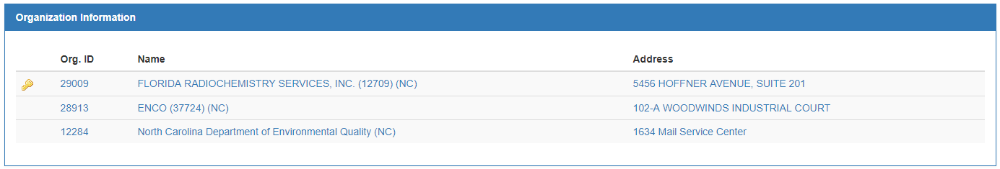 Organization Information
Org. ID Name Address
29009 FLORIDA RADIOCHEMISTRY SERVICES, INC. (12709) (NC) 5456 HOFFNER AVENUE, SUITE 201
28913 ENCO (37724) (NC) 102-A WOODWINDS INDUSTRIAL COURT
12284 North Carolina Department of Environmental Quality (NC) 1634 Mail Service Center